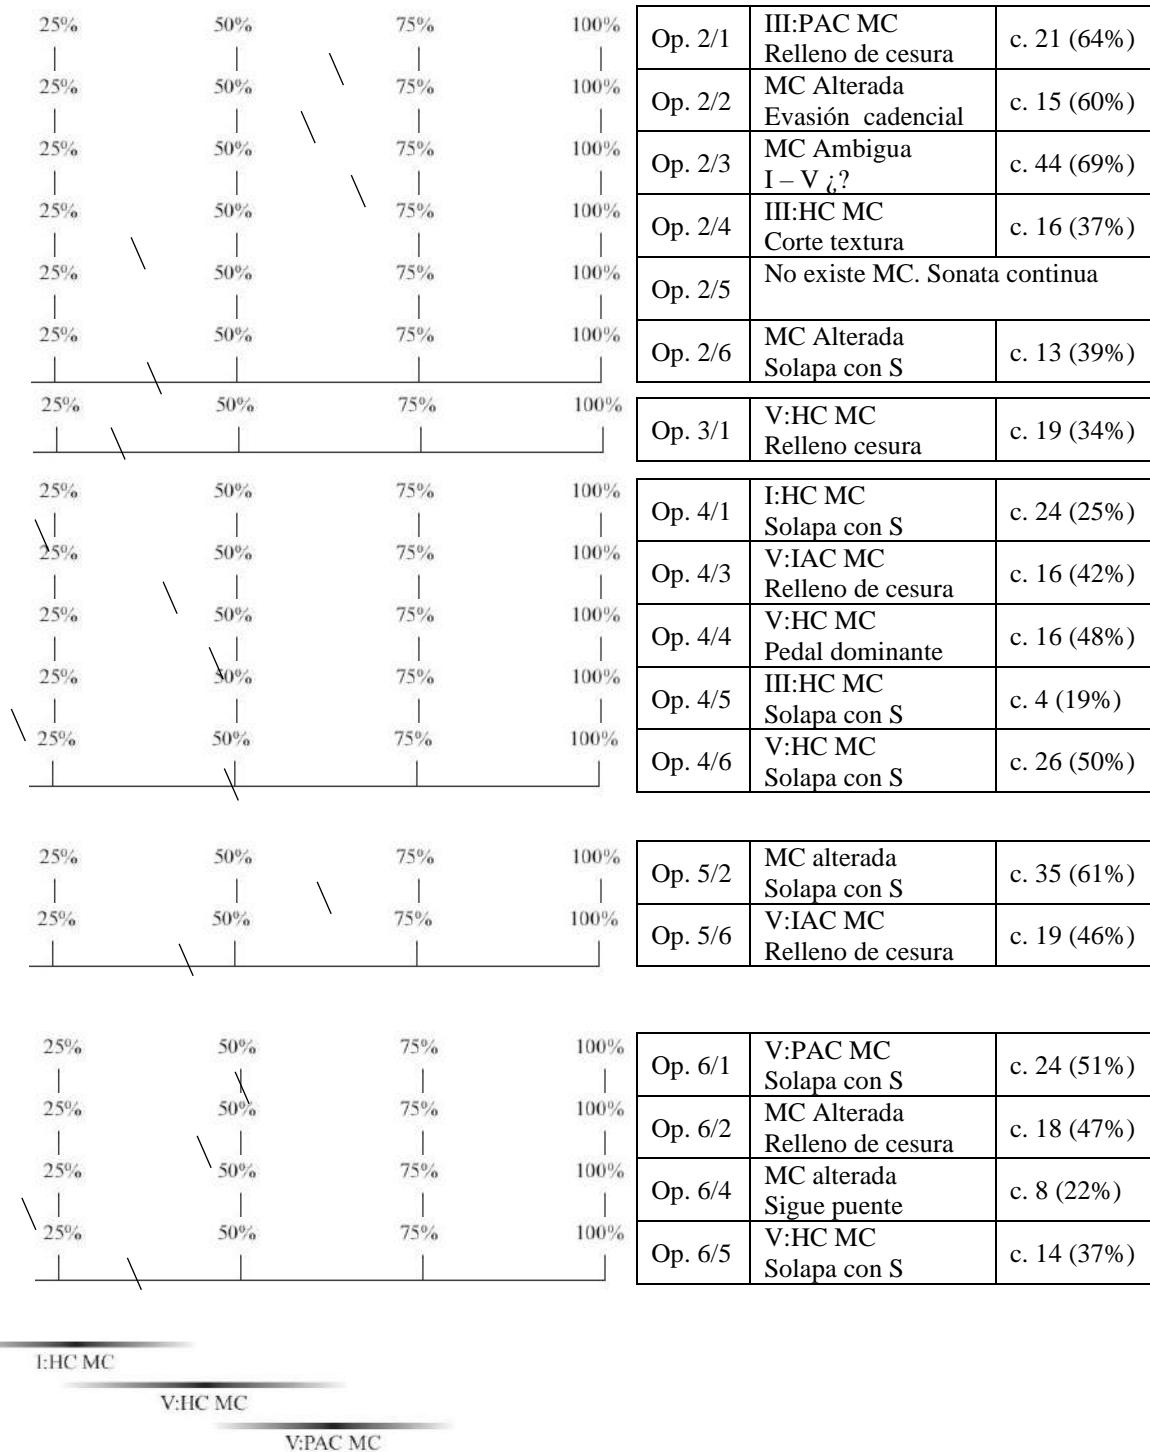 25% 50% 75% 100%
Op. 2/1 III:PAC MC c. 21 (64%)
Relleno de cesura
25% 50% 75% 100%
Op. 2/2 MC Alterada c. 15 (60%)
Evasión cadencial
25% 50% 75% 100%
Op. 2/3 MC Ambigua c. 44 (69%)
I – V ¿?
25% 50% 75% 100%
Op. 2/4 III:HC MC c. 16 (37%)
Corte textura
25% 50% 75% 100%
Op. 2/5 No existe MC. Sonata continua
25% 50% 75% 100%
Op. 2/6 MC Alterada c. 13 (39%)
Solapa con S
25% 50% 75% 100%
Op. 3/1 V:HC MC c. 19 (34%)
Relleno cesura
25% 50% 75% 100%
Op. 4/1 I:HC MC c. 24 (25%)
Solapa con S
25% 50% 75% 100%
Op. 4/3 V:IAC MC c. 16 (42%)
Relleno de cesura
25% 50% 75% 100%
Op. 4/4 V:HC MC c. 16 (48%)
Pedal dominante
25% 50% 75% 100%
Op. 4/5 III:HC MC c. 4 (19%)
Solapa con S
25% 50% 75% 100%
Op. 4/6 V:HC MC c. 26 (50%)
Solapa con S
25% 50% 75% 100%
Op. 5/2 MC alterada c. 35 (61%)
Solapa con S
25% 50% 75% 100%
Op. 5/6 V:IAC MC c. 19 (46%)
Relleno de cesura
25% 50% 75% 100%
Op. 6/1 V:PAC MC c. 24 (51%)
Solapa con S
25% 50% 75% 100%
Op. 6/2 MC Alterada c. 18 (47%)
Relleno de cesura
25% 50% 75% 100%
Op. 6/4 MC alterada c. 8 (22%)
Sigue puente
25% 50% 75% 100%
Op. 6/5 V:HC MC c. 14 (37%)
Solapa con S
I:HC MC
V:HC MC
V:PAC MC